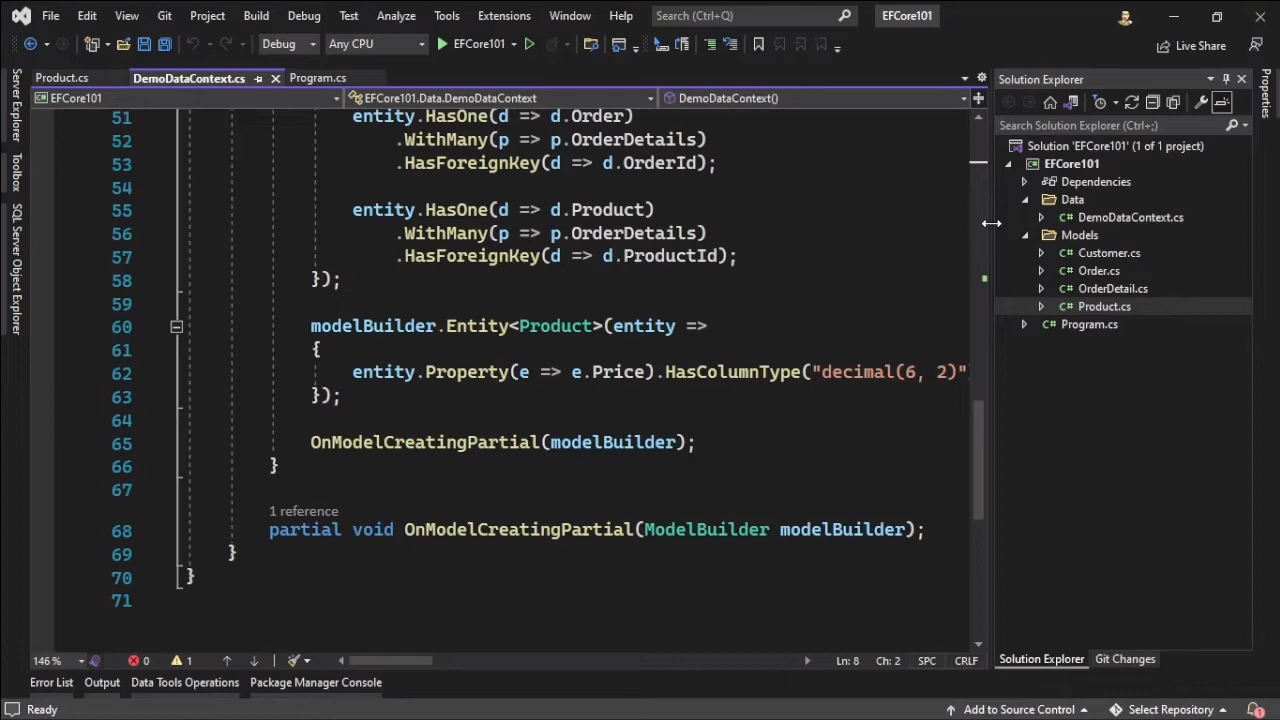 File Edit View Git Project Build Debug Test Analyze Tools Extensions Window Help Search (Ctrl+Q) EFCore101
Debug Any CPU EFCore101 Live Share
Product.cs DemoDataContext.cs Program.cs
EFCore101 EFCore101.Data.DemoDataContext DemoDataContext()
51 entity.HasOne(d => d.Order)
52 .WithMany(p => p.OrderDetails)
53 .HasForeignKey(d => d.OrderId);
54
55 entity.HasOne(d => d.Product)
56 .WithMany(p => p.OrderDetails)
57 .HasForeignKey(d => d.ProductId);
58 });
59
60 modelBuilder.Entity<Product>(entity =>
61 {
62 entity.Property(e => e.Price).HasColumnType("decimal(6, 2)")
63 });
64
65 OnModelCreatingPartial(modelBuilder);
66 }
67
1 reference
68 partial void OnModelCreatingPartial(ModelBuilder modelBuilder);
69 }
70 }
71
146 % 0 1 Ln: 8 Ch: 2 SPC CRLF
Error List Output Data Tools Operations Package Manager Console
Ready Add to Source Control Select Repository 1
Server Explorer
Toolbox
SQL Server Object Explorer
Solution Explorer
Search Solution Explorer (Ctrl+;)
Solution 'EFCore101' (1 of 1 project)
EFCore101
Dependencies
Data
C# DemoDataContext.cs
Models
C# Customer.cs
C# Order.cs
C# OrderDetail.cs
C# Product.cs
C# Program.cs
Solution Explorer Git Changes
Properties